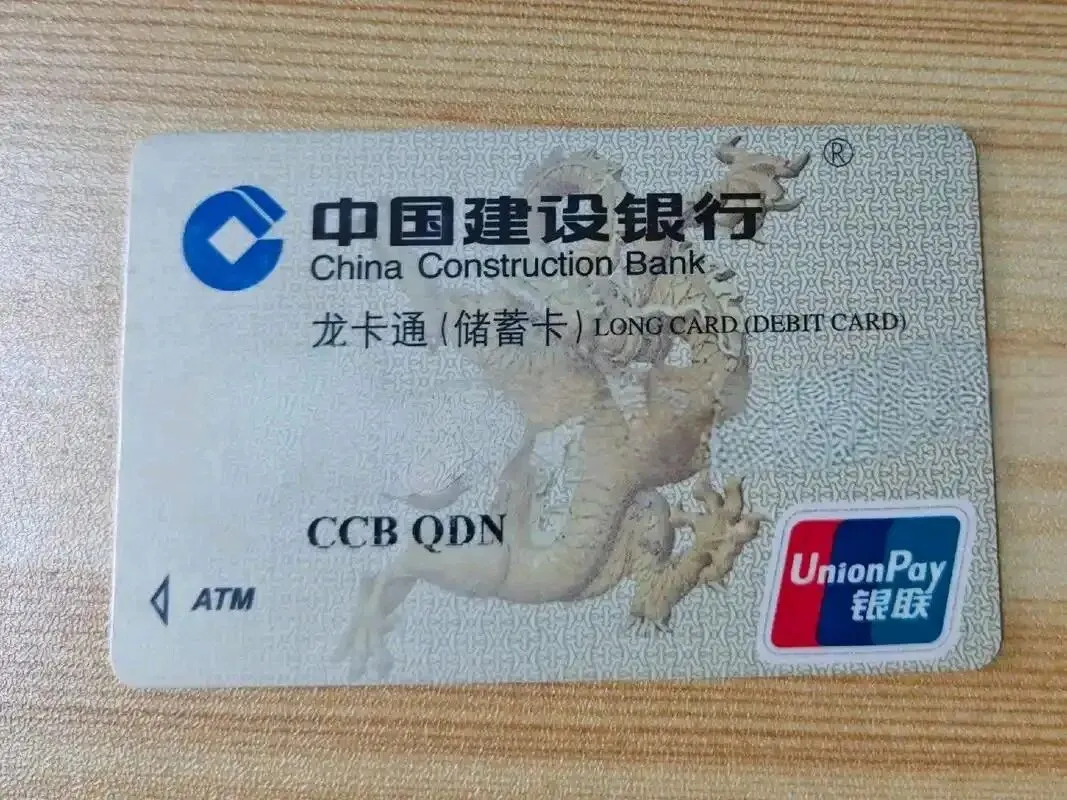 ®
中国建设银行
China Construction Bank
龙卡通(储蓄卡) LONG CARD (DEBIT CARD)
CCB QDN
ATM
UnionPay
银联